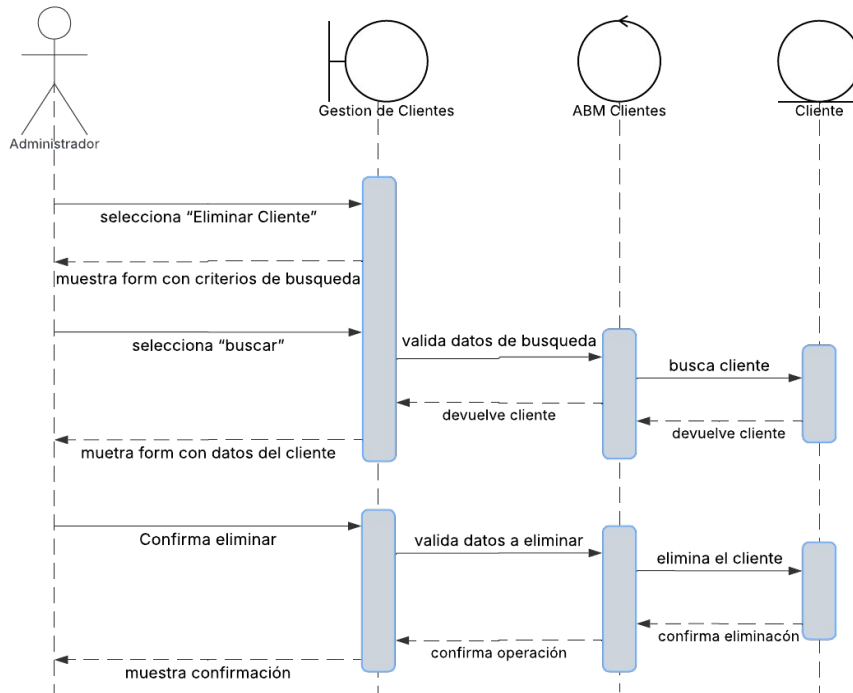 Administrador
Gestion de Clientes
ABM Clientes
Cliente
selecciona “Eliminar Cliente”
muestra form con criterios de busqueda
selecciona “buscar”
valida datos de busqueda
busca cliente
devuelve cliente
devuelve cliente
muetra form con datos del cliente
Confirma eliminar
valida datos a eliminar
elimina el cliente
confirma eliminacón
confirma operación
muestra confirmación